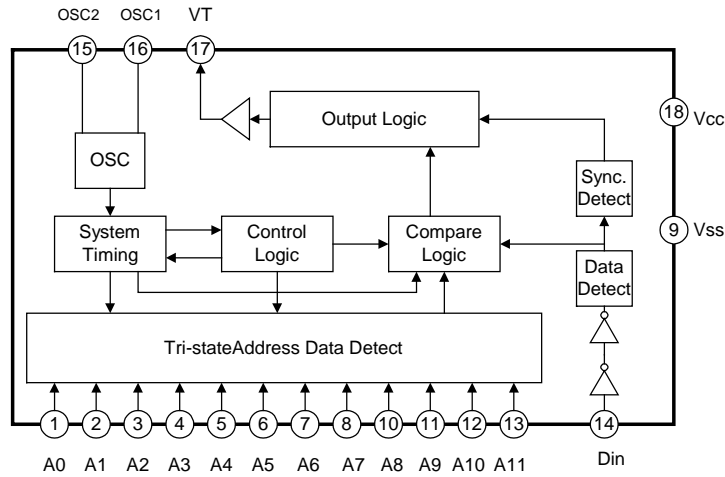 OSC2 OSC1 VT
15 16 17
18 Vcc
Output Logic
OSC
Sync.
Detect
System
Timing
Control
Logic
Compare
Logic
9 Vss
Data
Detect
Tri-stateAddress Data Detect
1 2 3 4 5 6 7 8 10 11 12 13 14
A0 A1 A2 A3 A4 A5 A6 A7 A8 A9 A10 A11 Din